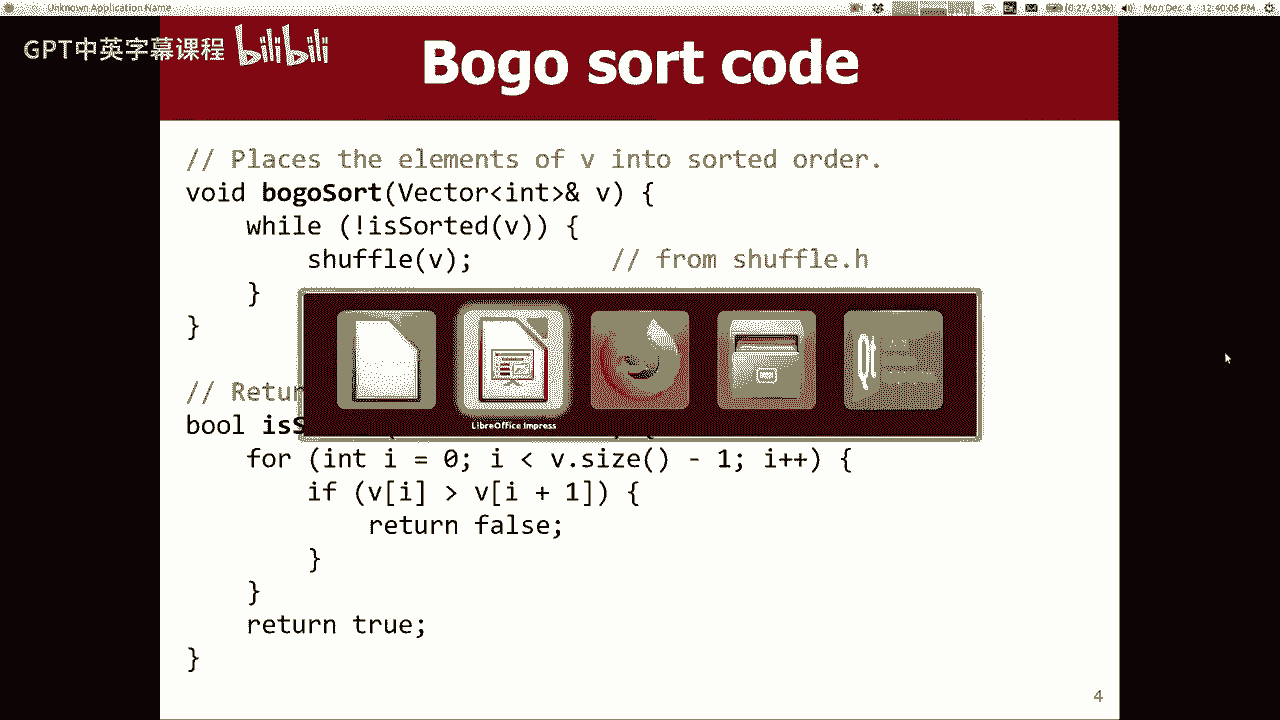 Unknown Application Name
(0:27, 93%)
Mon Dec 4 12:40:06 PM
GPT中英字幕课程 bilibili
Bogo sort code
// Places the elements of v into sorted order.
void bogoSort(Vector<int>& v) {
while (!isSorted(v)) {
shuffle(v); // from shuffle.h
}
}
// Retur
bool isS
LibreOffice Impress
Qt
for (int i = 0; i < v.size() - 1; i++) {
if (v[i] > v[i + 1]) {
return false;
}
}
return true;
}
4